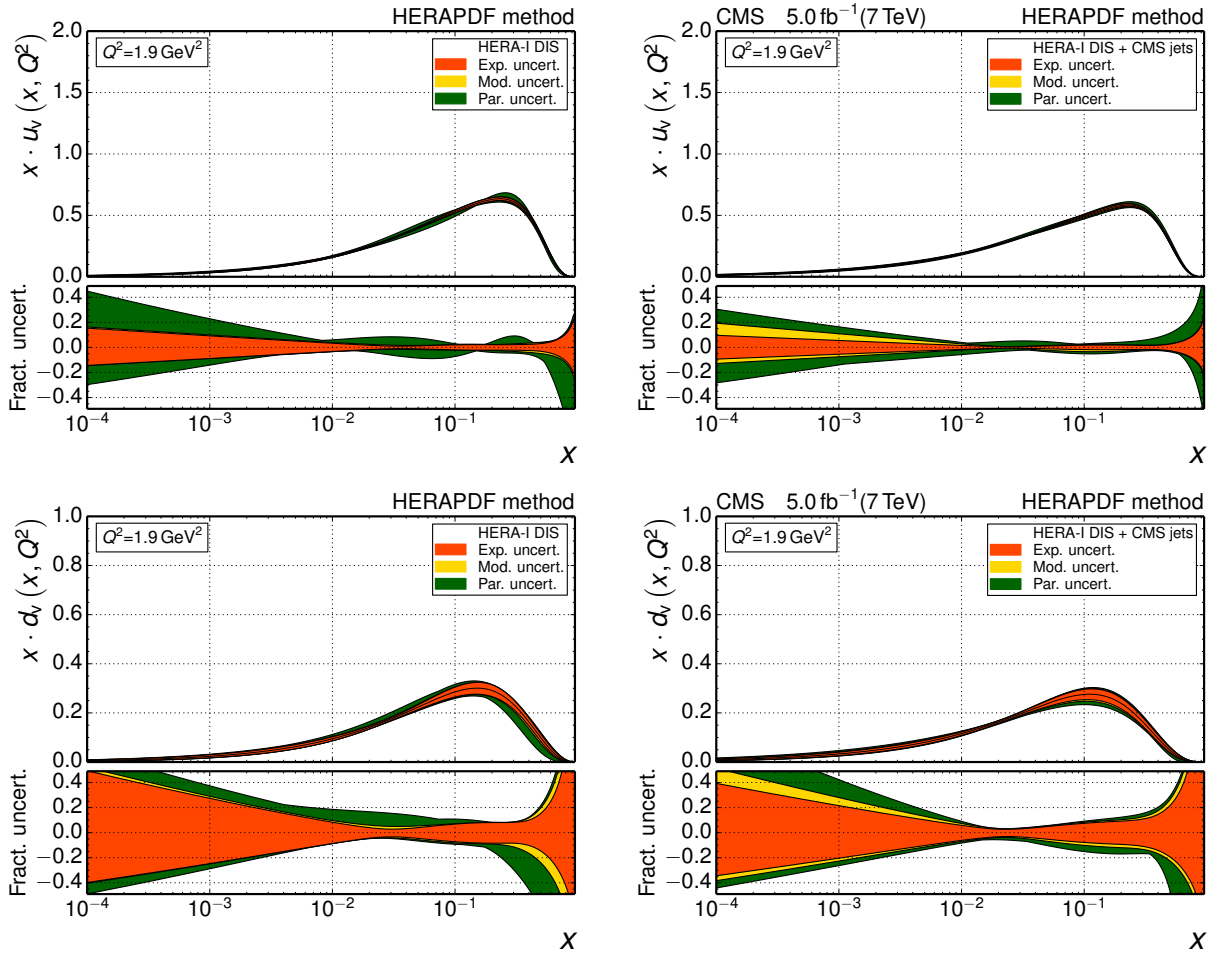 HERAPDF method
x · u_v (x, Q²)
2.0
1.5
1.0
0.5
0.0
Q²=1.9 GeV²
HERA-I DIS
Exp. uncert.
Mod. uncert.
Par. uncert.
Fract. uncert.
0.4
0.2
0.0
−0.2
−0.4
10⁻⁴ 10⁻³ 10⁻² 10⁻¹
x
CMS 5.0 fb⁻¹(7 TeV) HERAPDF method
x · u_v (x, Q²)
2.0
1.5
1.0
0.5
0.0
Q²=1.9 GeV²
HERA-I DIS + CMS jets
Exp. uncert.
Mod. uncert.
Par. uncert.
Fract. uncert.
0.4
0.2
0.0
−0.2
−0.4
10⁻⁴ 10⁻³ 10⁻² 10⁻¹
x
HERAPDF method
x · d_v (x, Q²)
1.0
0.8
0.6
0.4
0.2
0.0
Q²=1.9 GeV²
HERA-I DIS
Exp. uncert.
Mod. uncert.
Par. uncert.
Fract. uncert.
0.4
0.2
0.0
−0.2
−0.4
10⁻⁴ 10⁻³ 10⁻² 10⁻¹
x
CMS 5.0 fb⁻¹(7 TeV) HERAPDF method
x · d_v (x, Q²)
1.0
0.8
0.6
0.4
0.2
0.0
Q²=1.9 GeV²
HERA-I DIS + CMS jets
Exp. uncert.
Mod. uncert.
Par. uncert.
Fract. uncert.
0.4
0.2
0.0
−0.2
−0.4
10⁻⁴ 10⁻³ 10⁻² 10⁻¹
x